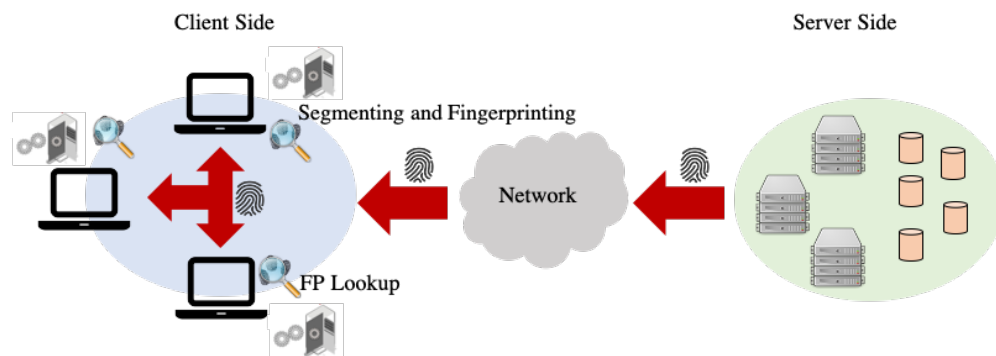 Client Side
Server Side
Segmenting and Fingerprinting
Network
FP Lookup